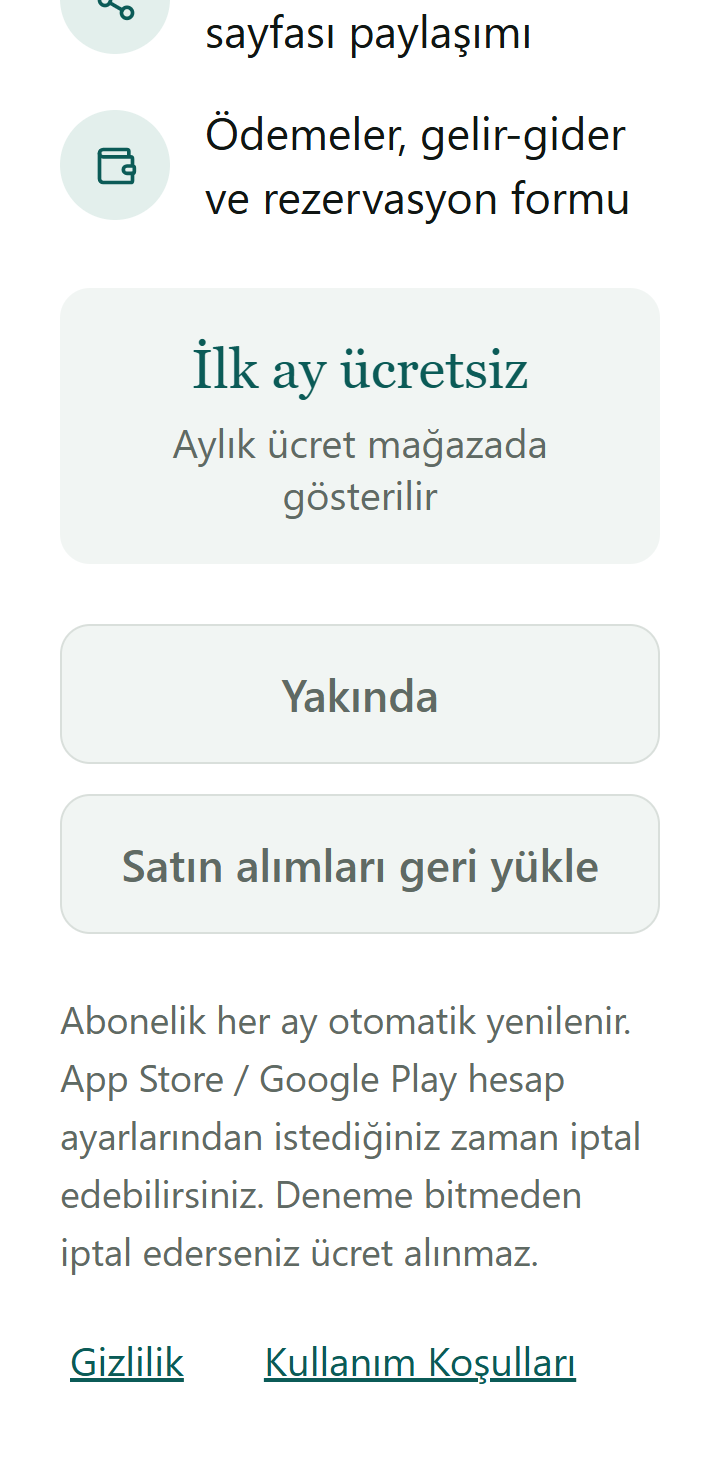 sayfası paylaşımı
Ödemeler, gelir-gider
ve rezervasyon formu
İlk ay ücretsiz
Aylık ücret mağazada
gösterilir
Yakında
Satın alımları geri yükle
Abonelik her ay otomatik yenilenir.
App Store / Google Play hesap
ayarlarından istediğiniz zaman iptal
edebilirsiniz. Deneme bitmeden
iptal ederseniz ücret alınmaz.
Gizlilik Kullanım Koşulları